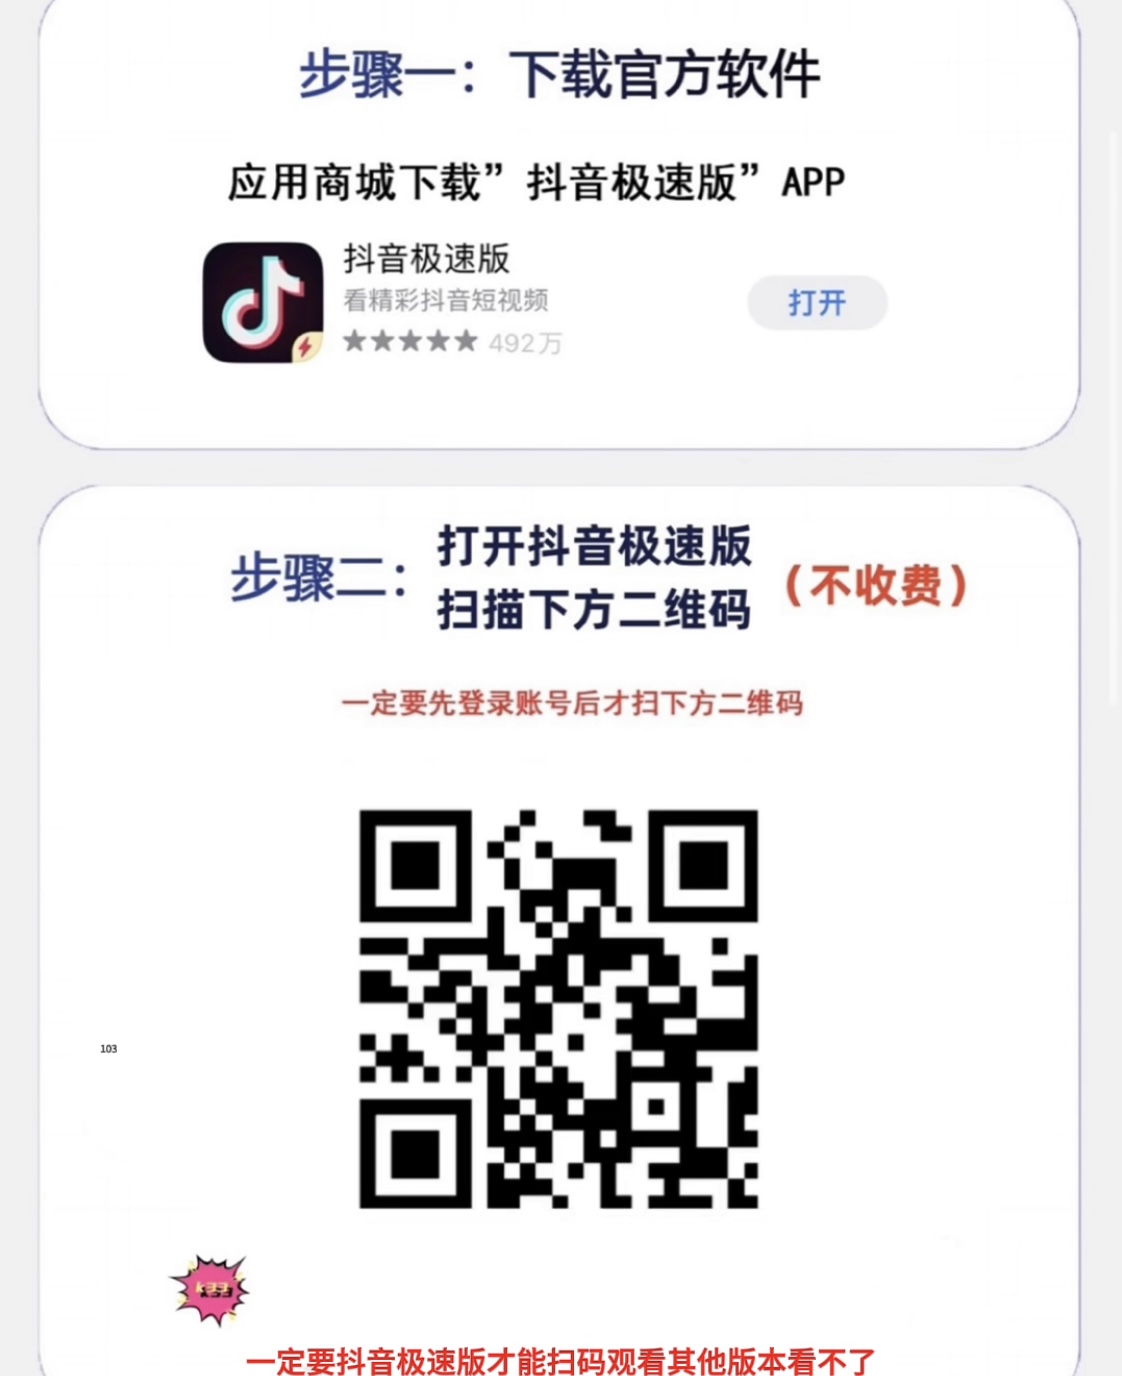 步骤一：下载官方软件
应用商城下载”抖音极速版”APP
抖音极速版
看精彩抖音短视频
492万
打开
步骤二：
打开抖音极速版
扫描下方二维码
（不收费）
一定要先登录账号后才扫下方二维码
103
k33
一定要抖音极速版才能扫码观看其他版本看不了